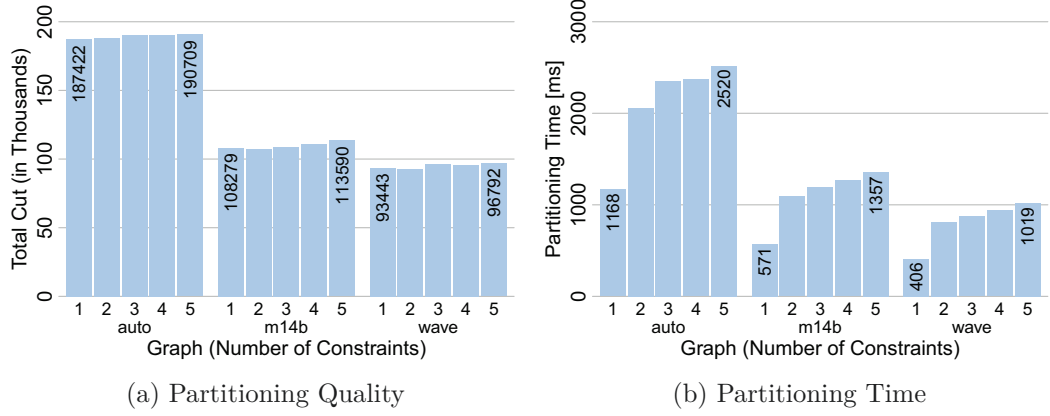 Total Cut (in Thousands)
200
150
100
50
0
187422
190709
108279
113590
93443
96792
1 2 3 4 5 1 2 3 4 5 1 2 3 4 5
auto m14b wave
Graph (Number of Constraints)
(a) Partitioning Quality
Partitioning Time [ms]
3000
2000
1000
0
1168
2520
571
1357
406
1019
1 2 3 4 5 1 2 3 4 5 1 2 3 4 5
auto m14b wave
Graph (Number of Constraints)
(b) Partitioning Time